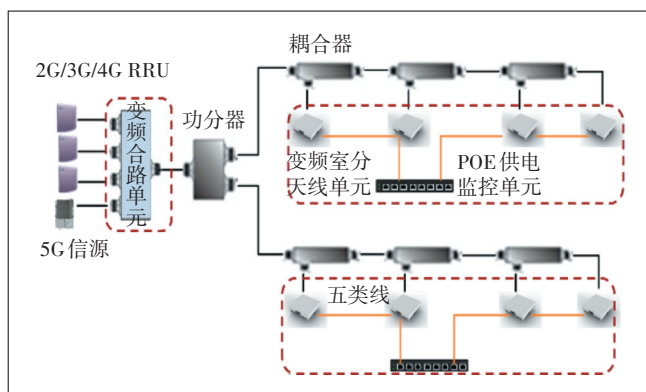 耦合器
2G/3G/4G RRU
功分器
变频合路单元
变频室分
天线单元
POE供电
监控单元
5G信源
五类线